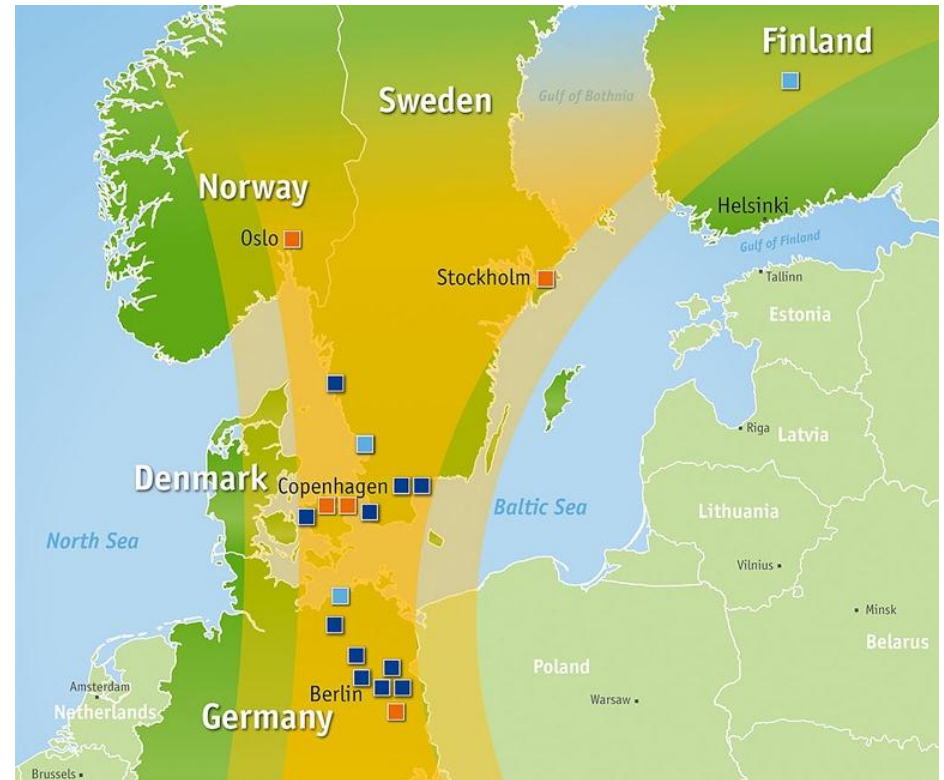 Finland
Gulf of Bothnia
Sweden
Norway
Helsinki
Oslo
Gulf of Finland
Stockholm
Tallinn
Estonia
Riga
Latvia
Denmark
Copenhagen
Baltic Sea
Lithuania
North Sea
Vilnius
Minsk
Belarus
Poland
Amsterdam
Berlin
Warsaw
Netherlands
Germany
Brussels